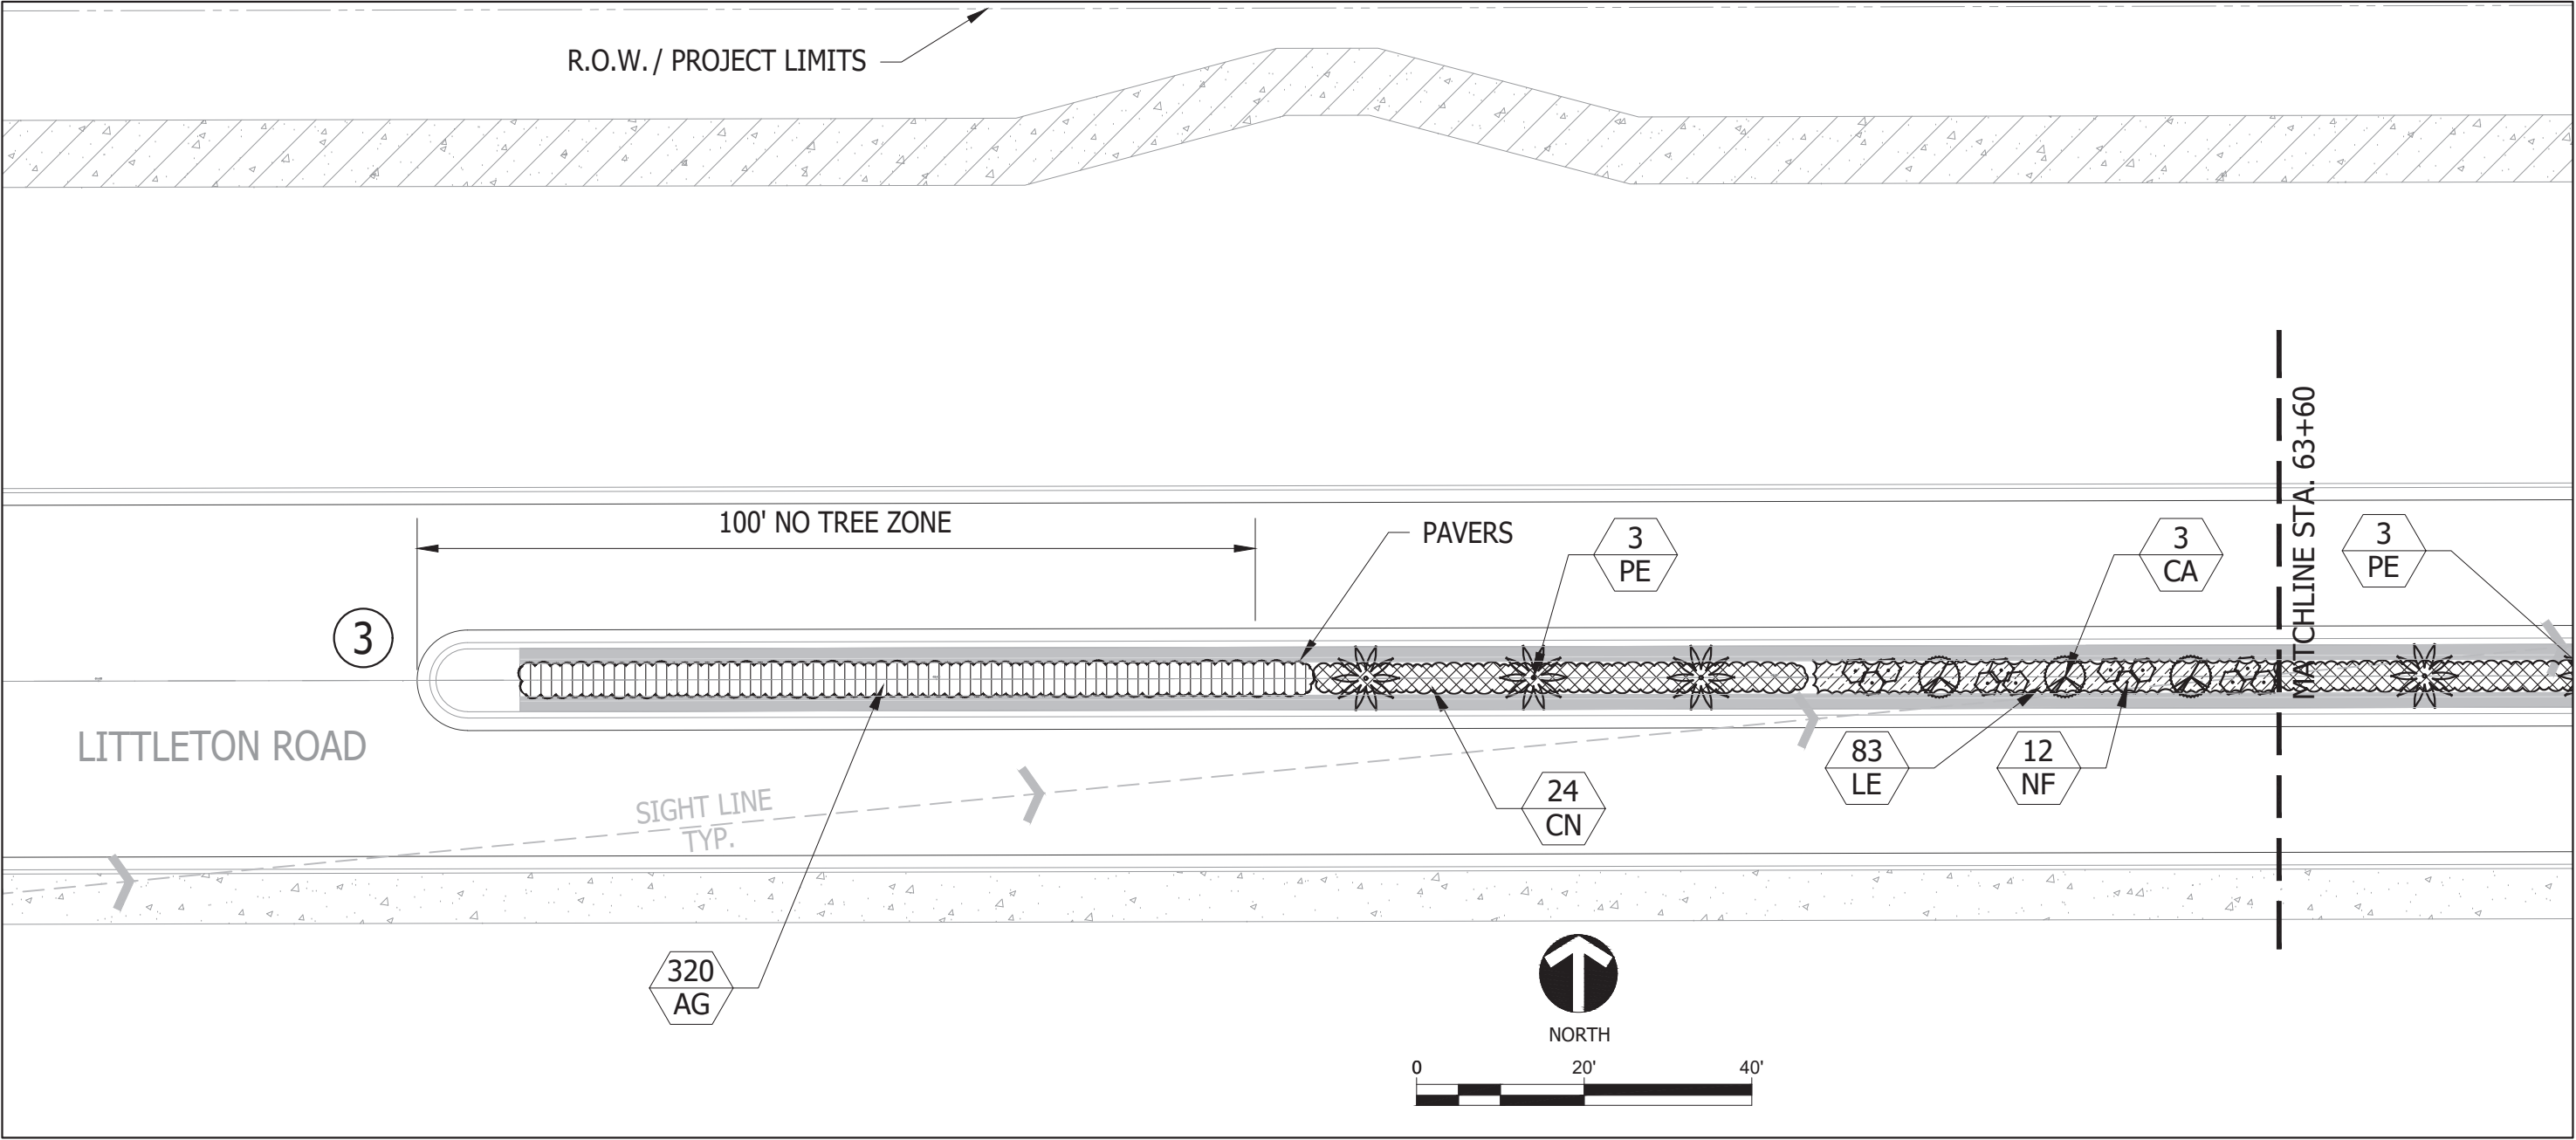 R.O.W. / PROJECT LIMITS
100' NO TREE ZONE
PAVERS
3
PE
3
CA
MATCHLINE STA. 63+60
3
PE
3
LITTLETON ROAD
SIGHT LINE
TYP.
83
LE
12
NF
24
CN
320
AG
NORTH
0 20' 40'